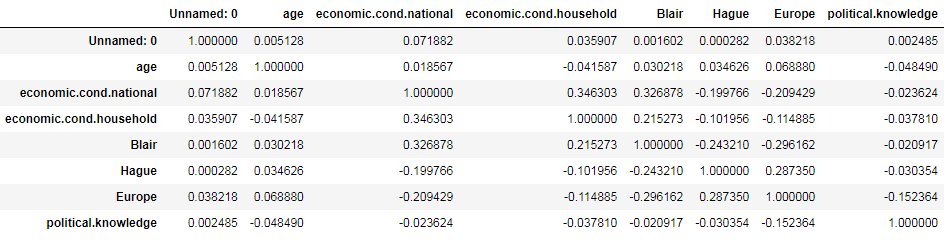 Unnamed: 0 age economic.cond.national economic.cond.household Blair Hague Europe political.knowledge
Unnamed: 0 1.000000 0.005128 0.071882 0.035907 0.001602 0.000282 0.038218 0.002485
age 0.005128 1.000000 0.018567 -0.041587 0.030218 0.034626 0.068880 -0.048490
economic.cond.national 0.071882 0.018567 1.000000 0.346303 0.326878 -0.199766 -0.209429 -0.023624
economic.cond.household 0.035907 -0.041587 0.346303 1.000000 0.215273 -0.101956 -0.114885 -0.037810
Blair 0.001602 0.030218 0.326878 0.215273 1.000000 -0.243210 -0.296162 -0.020917
Hague 0.000282 0.034626 -0.199766 -0.101956 -0.243210 1.000000 0.287350 -0.030354
Europe 0.038218 0.068880 -0.209429 -0.114885 -0.296162 0.287350 1.000000 -0.152364
political.knowledge 0.002485 -0.048490 -0.023624 -0.037810 -0.020917 -0.030354 -0.152364 1.000000